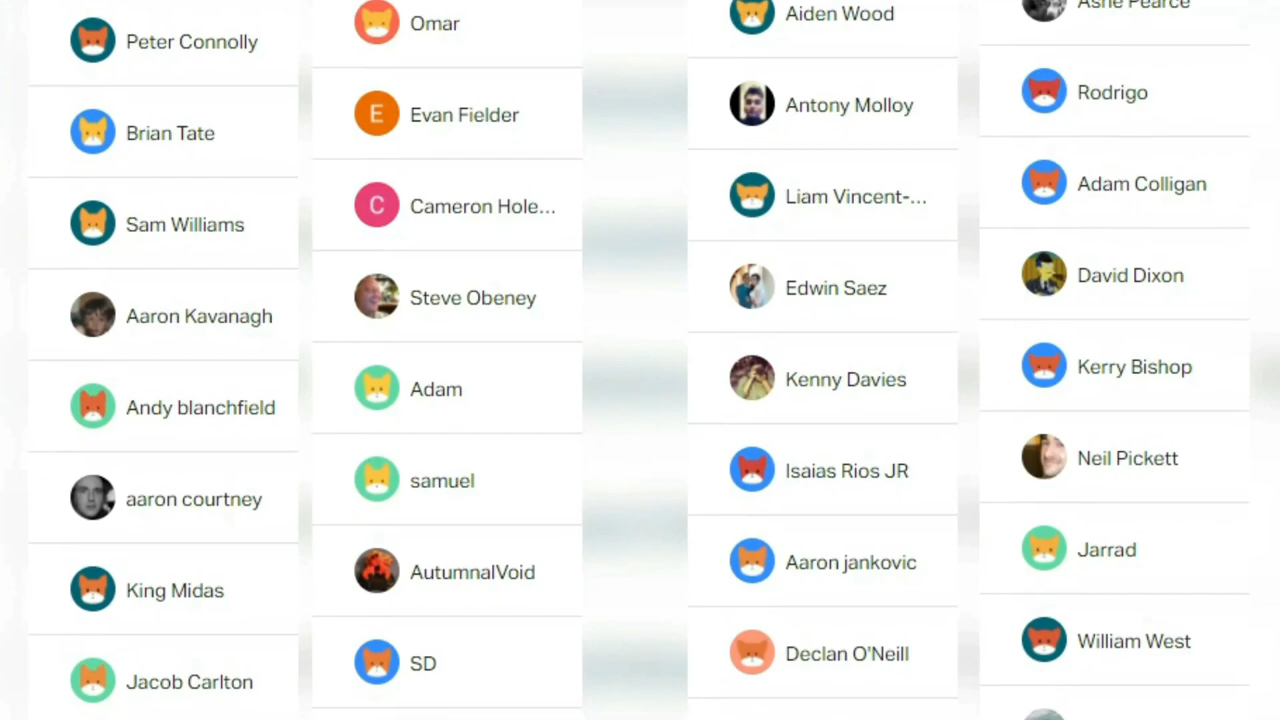 Peter Connolly
Brian Tate
Sam Williams
Aaron Kavanagh
Andy blanchfield
aaron courtney
King Midas
Jacob Carlton
Omar
E
Evan Fielder
C
Cameron Hole...
Steve Obeney
Adam
samuel
AutumnalVoid
SD
Aiden Wood
Antony Molloy
Liam Vincent-...
Edwin Saez
Kenny Davies
Isaias Rios JR
Aaron jankovic
Declan O'Neill
Ashe Pearce
Rodrigo
Adam Colligan
David Dixon
Kerry Bishop
Neil Pickett
Jarrad
William West